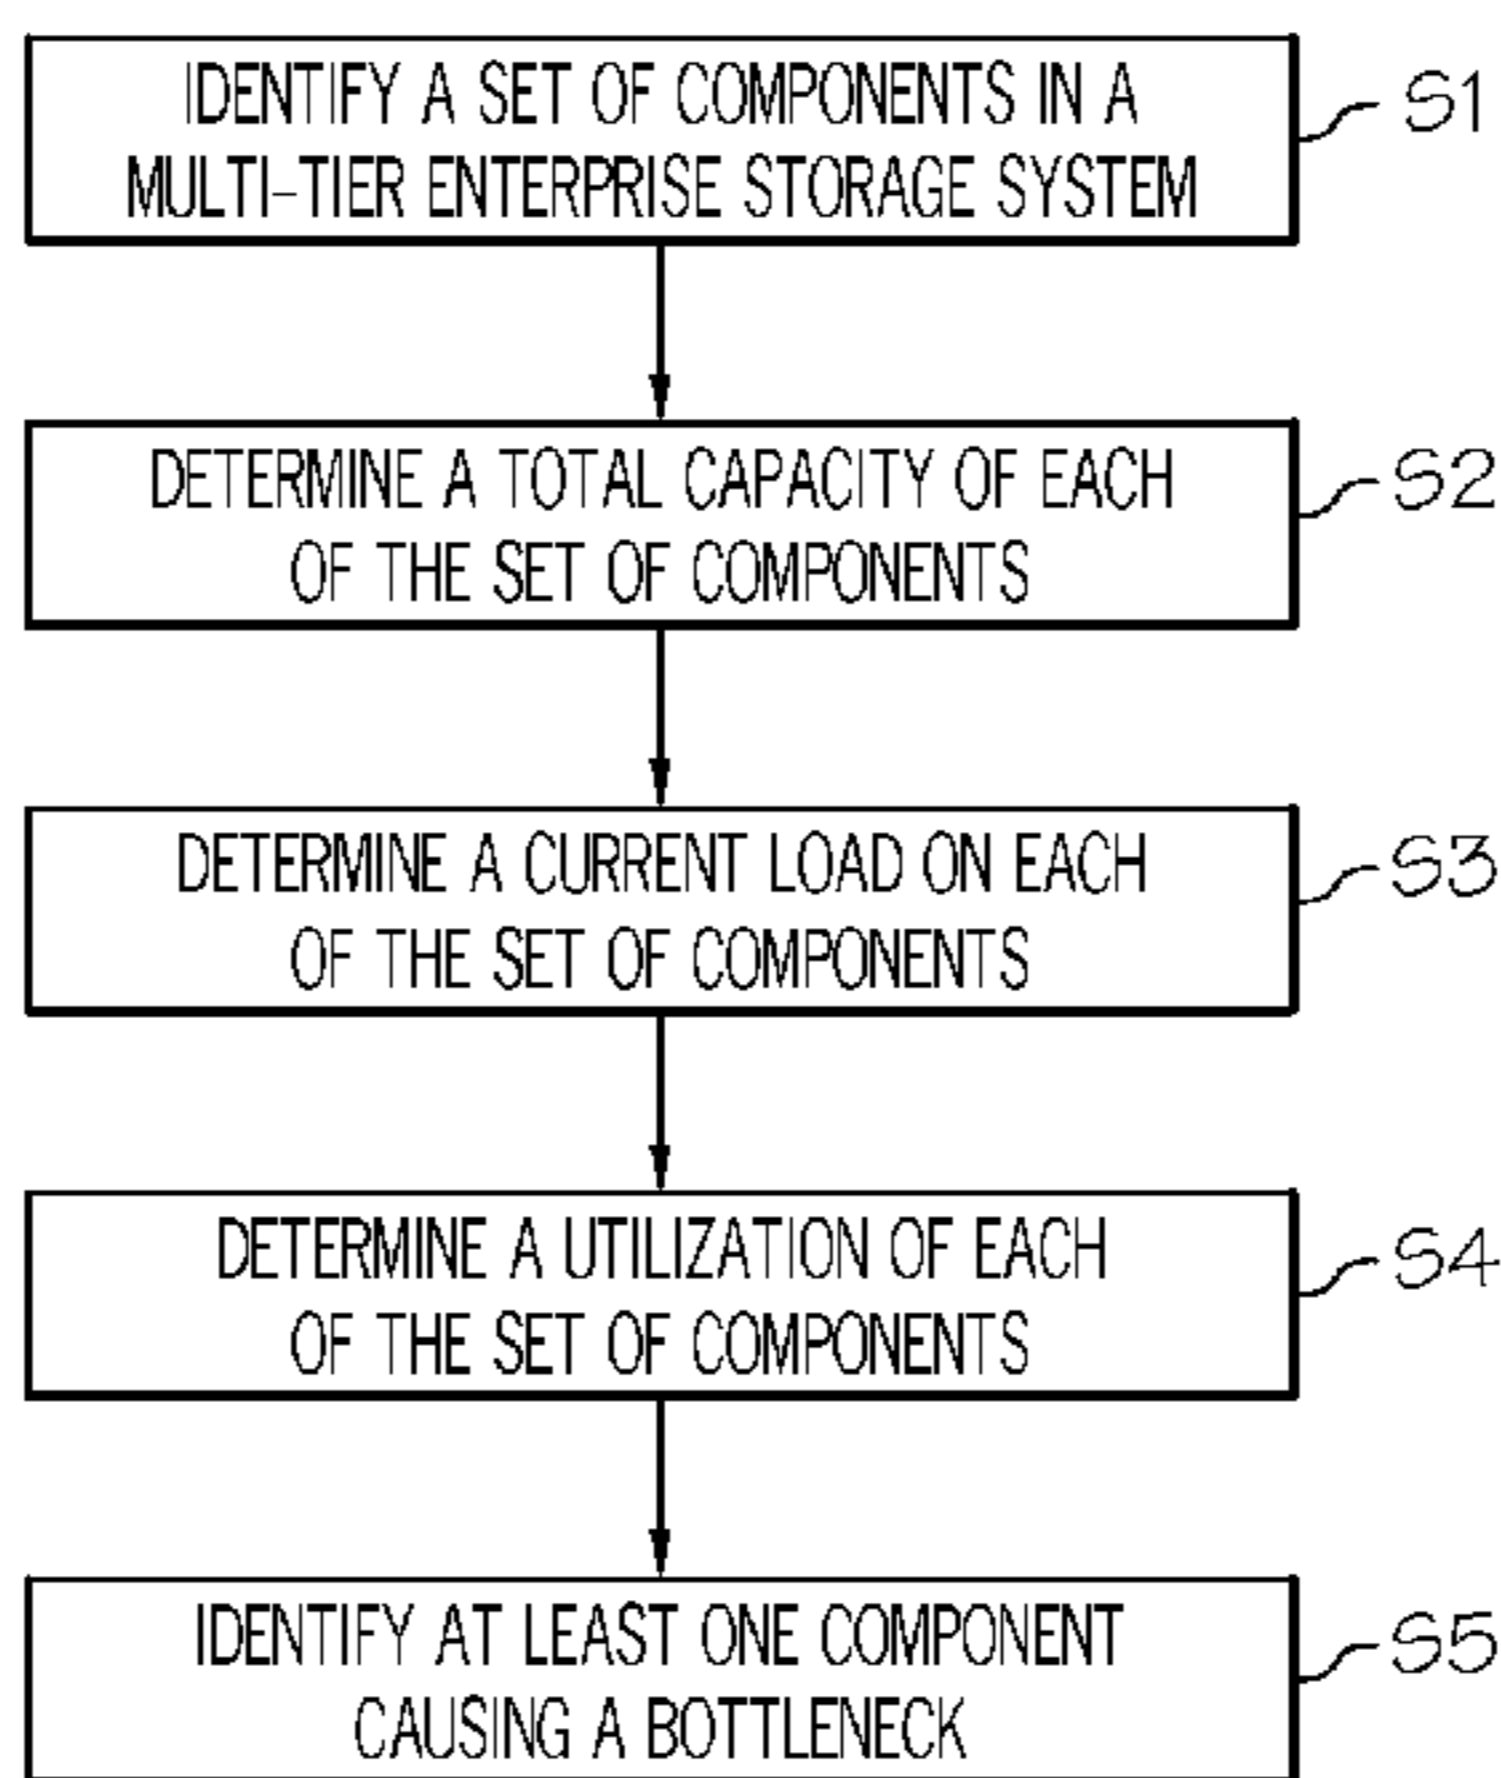 IDENTIFY A SET OF COMPONENTS IN A
MULTI-TIER ENTERPRISE STORAGE SYSTEM
S1
DETERMINE A TOTAL CAPACITY OF EACH
OF THE SET OF COMPONENTS
S2
DETERMINE A CURRENT LOAD ON EACH
OF THE SET OF COMPONENTS
S3
DETERMINE A UTILIZATION OF EACH
OF THE SET OF COMPONENTS
S4
IDENTIFY AT LEAST ONE COMPONENT
CAUSING A BOTTLENECK
S5